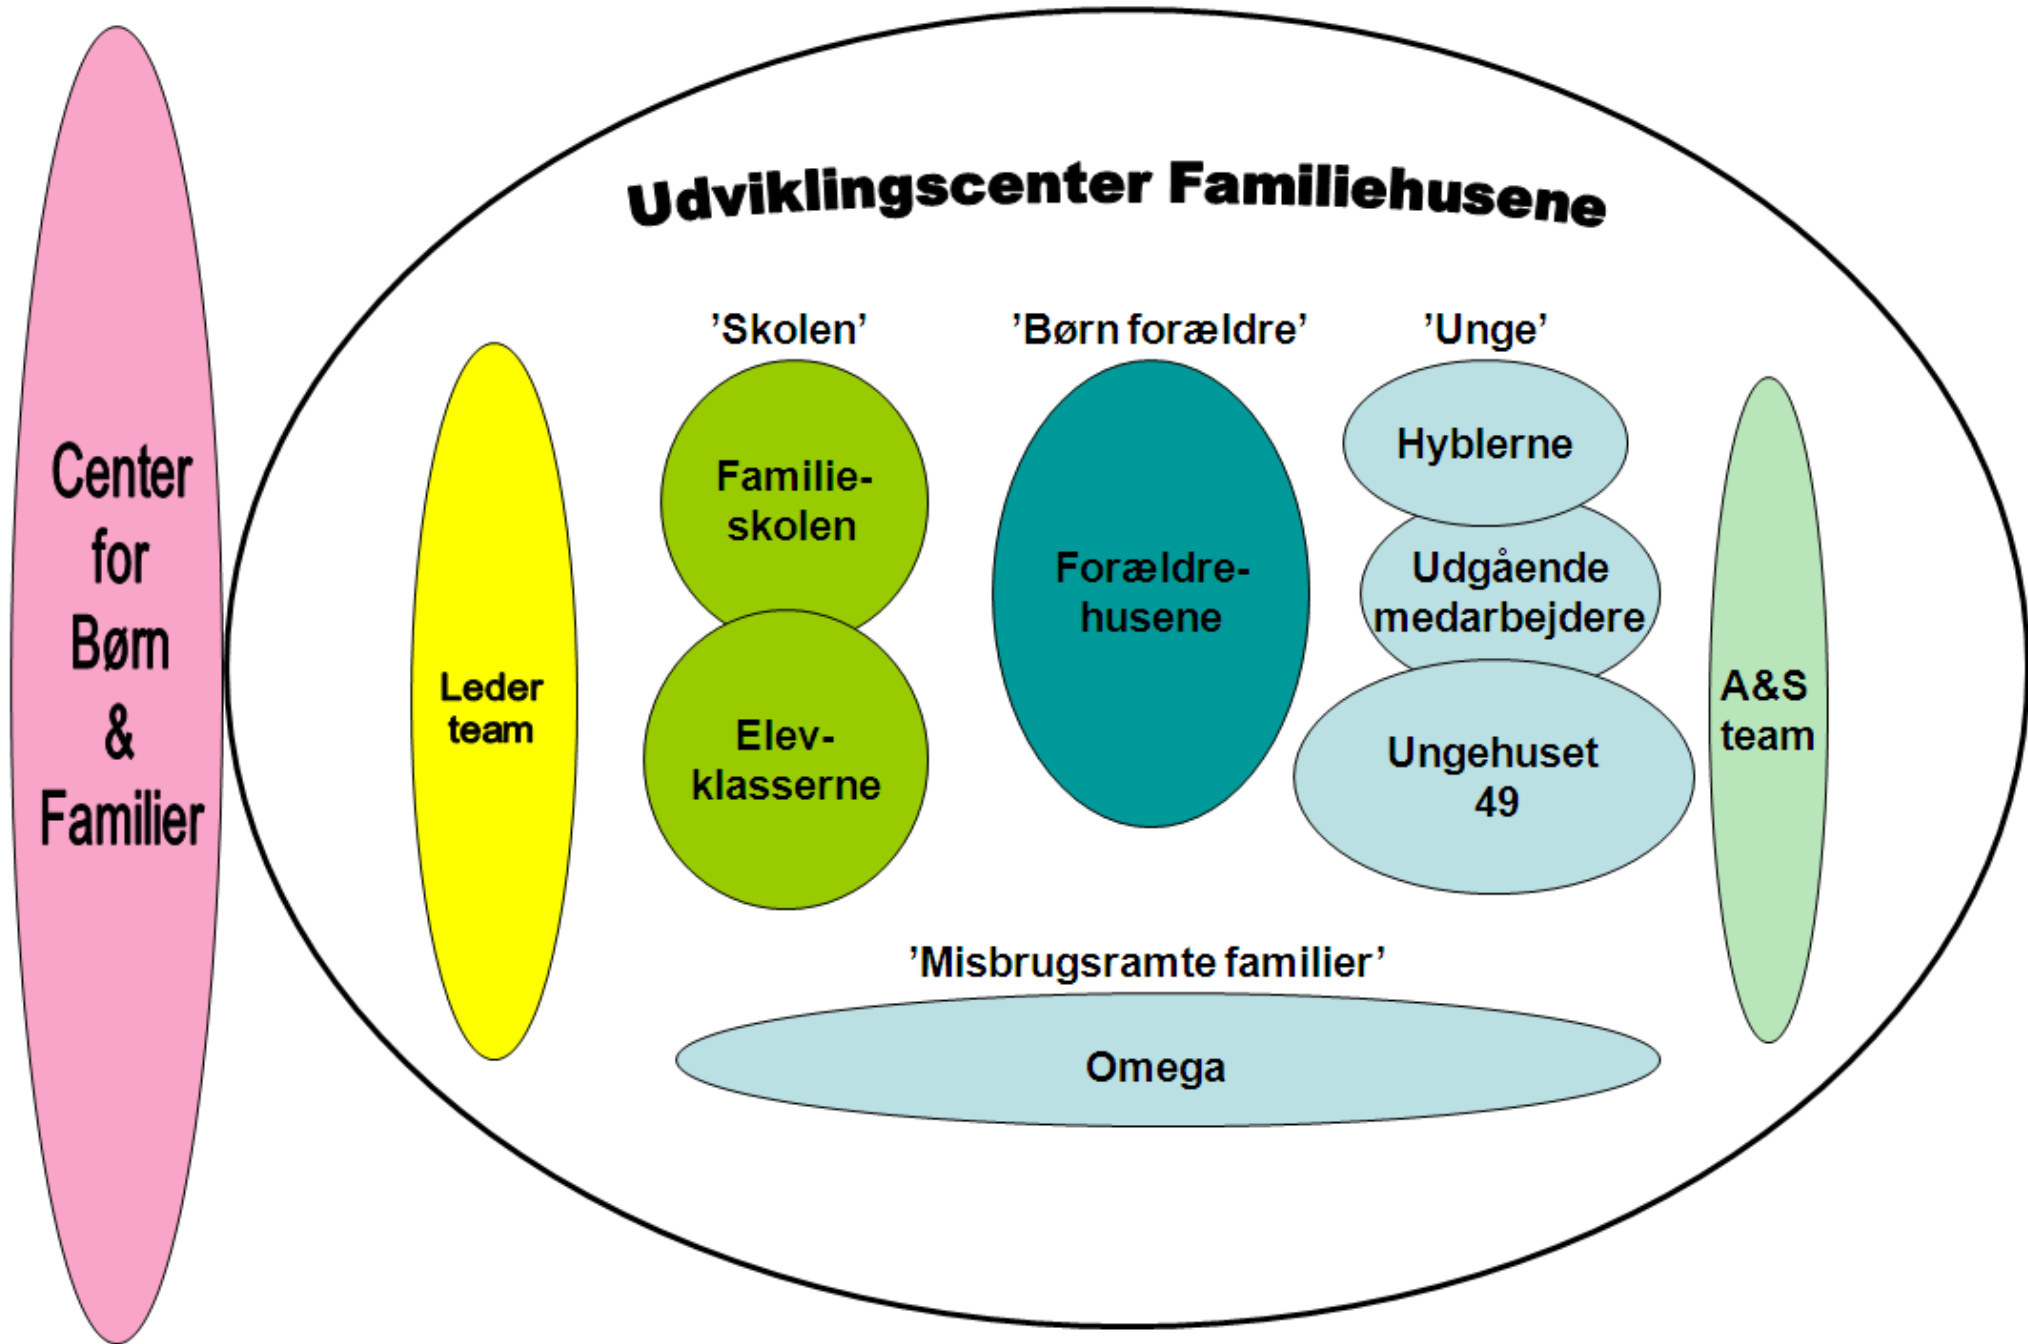 Udviklingscenter Familiehusene
Center
for
Børn
&
Familier
Leder
team
’Skolen’
Familie-
skolen
Elev-
klasserne
’Børn forældre’
Forældre-
husene
’Unge’
Hyblerne
Udgående
medarbejdere
Ungehuset
49
A&S
team
’Misbrugsramte familier’
Omega